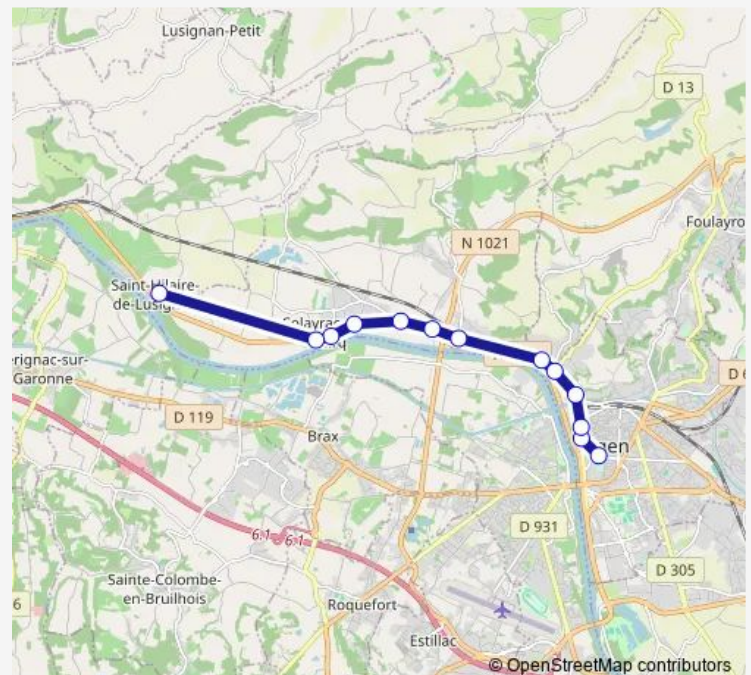 Lusignan-Petit
D 13
Foulayro
N 1021
Saint-Hilaire-
de-Lusig
Colayrac
q
erignac-sur-
Garonne
D 6
D 119
Brax
gen
6.1
6.1
D 931
Sainte-Colombe-
en-Bruilhois
D 305
6
Roquefort
Estillac
© OpenStreetMap contributors